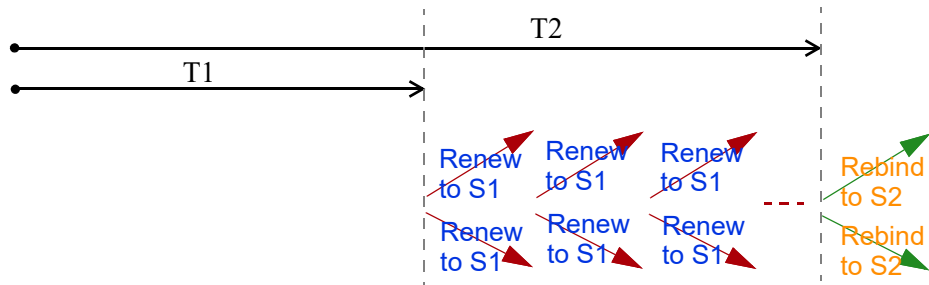 T2
T1
Renew
to S1
Renew
to S1
Renew
to S1
Rebind
to S2
Renew
to S1
Renew
to S1
Renew
to S1
Rebind
to S2